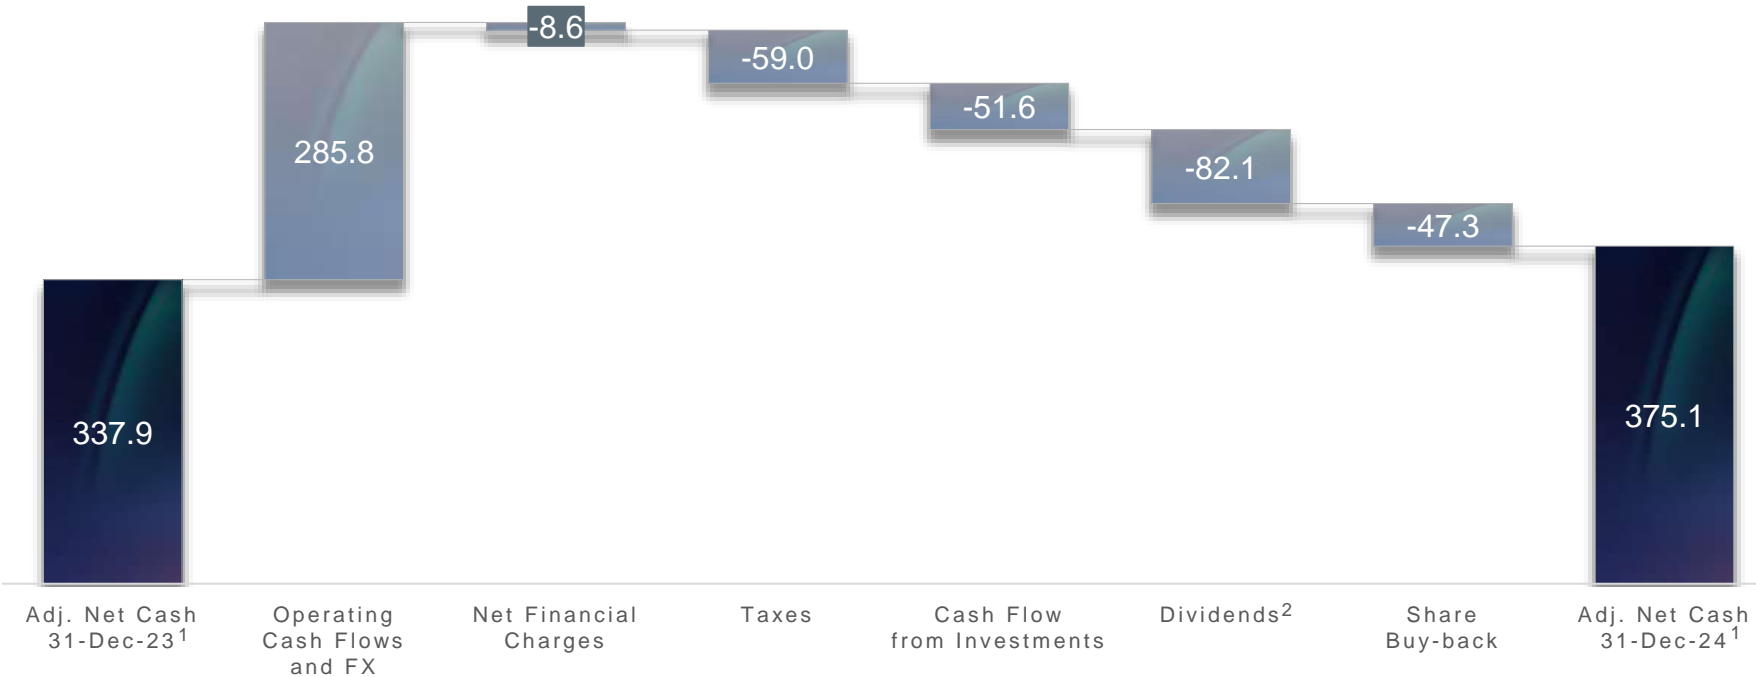 -8.6
-59.0
-51.6
285.8
-82.1
-47.3
337.9
375.1
Adj. Net Cash
31-Dec-23¹
Operating
Cash Flows
and FX
Net Financial
Charges
Taxes
Cash Flow
from Investments
Dividends²
Share
Buy-back
Adj. Net Cash
31-Dec-24¹